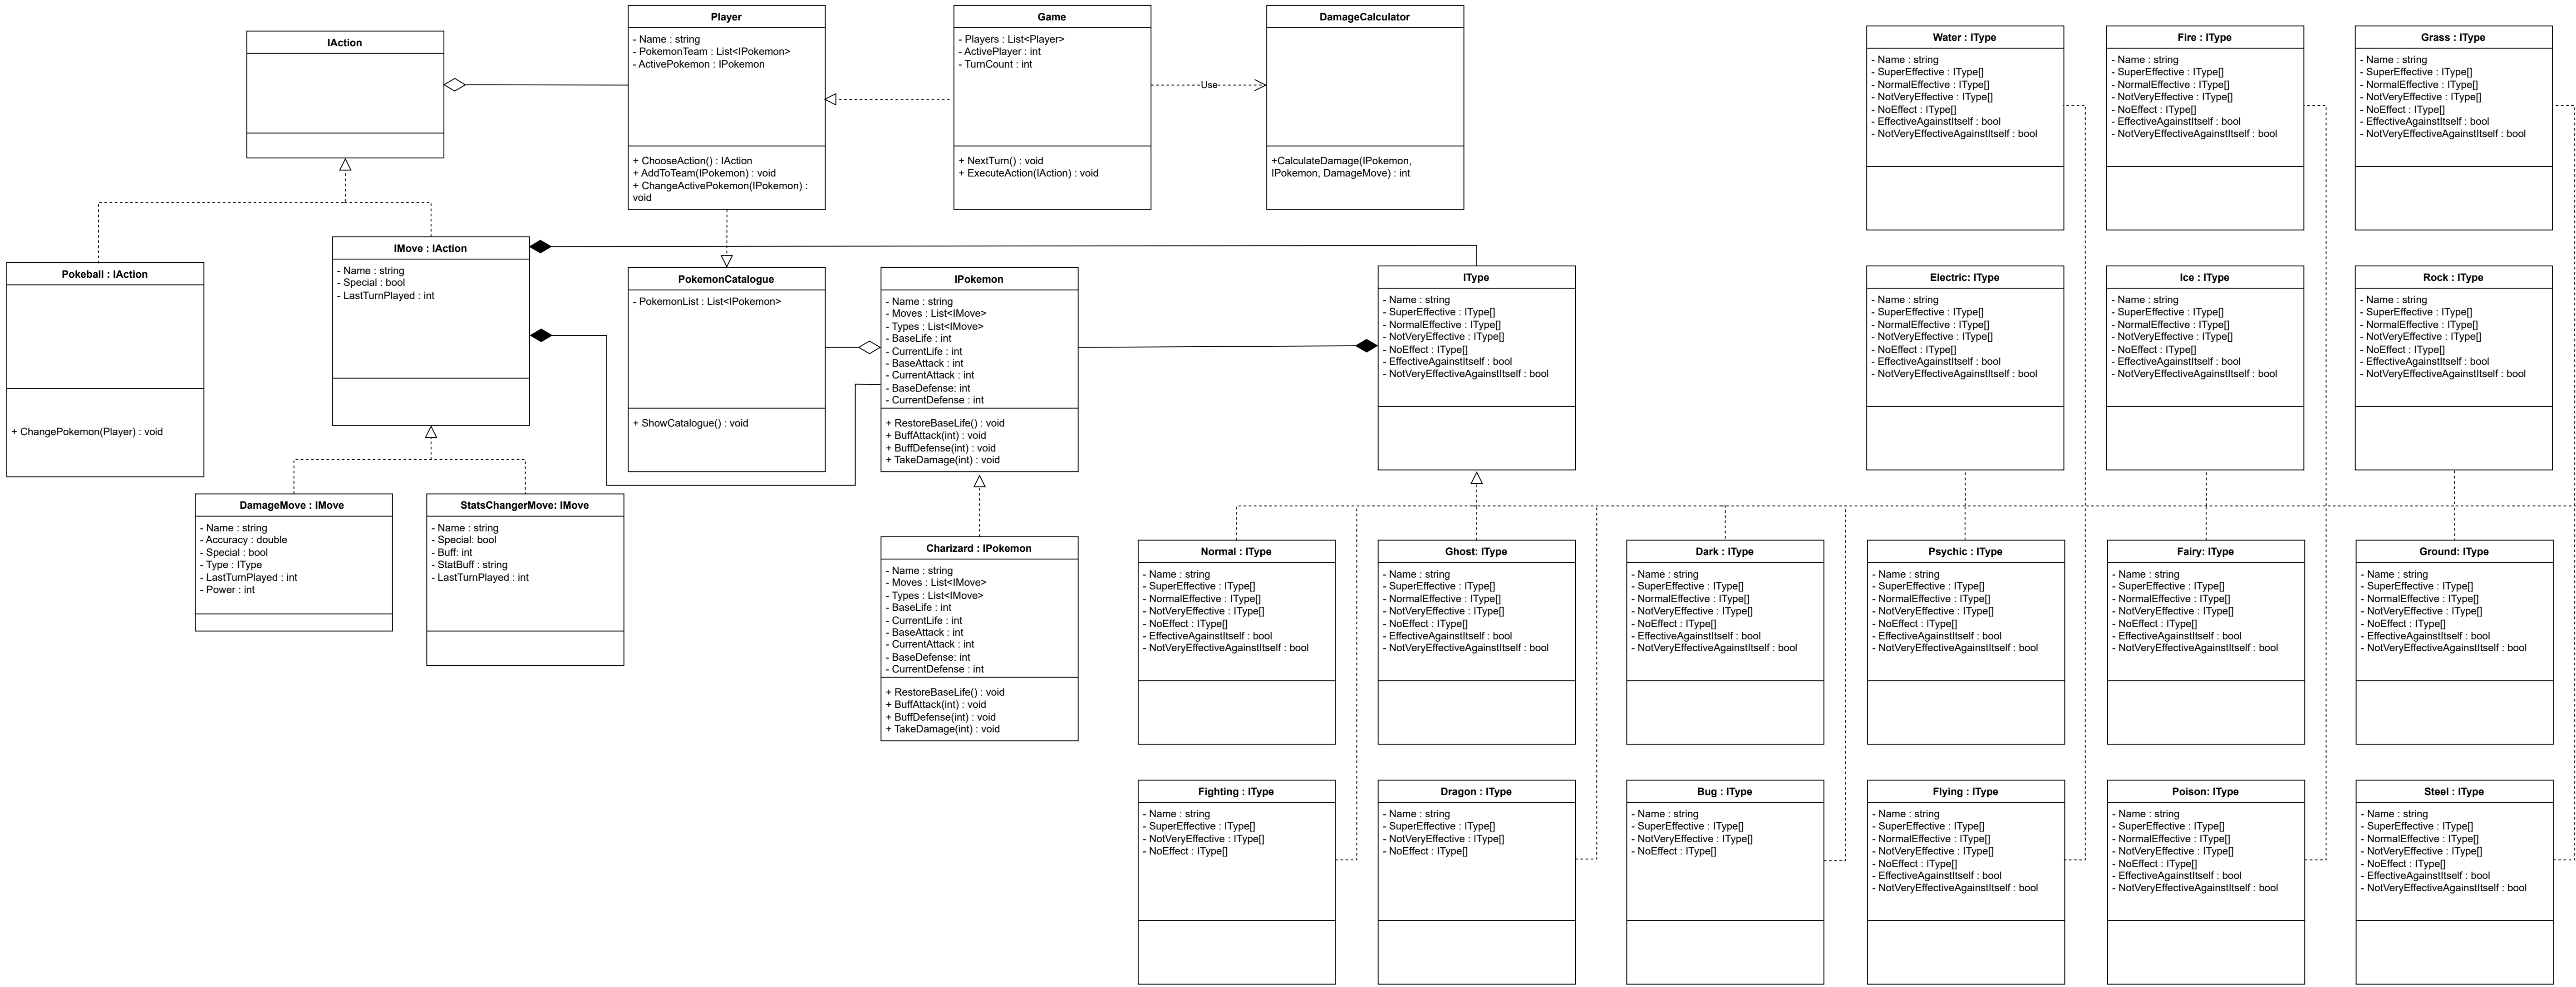 IAction
Player
- Name : string
- PokemonTeam : List<IPokemon>
- ActivePokemon : IPokemon
+ ChooseAction() : IAction
+ AddToTeam(IPokemon) : void
+ ChangeActivePokemon(IPokemon) :
void
Game
- Players : List<Player>
- ActivePlayer : int
- TurnCount : int
+ NextTurn() : void
+ ExecuteAction(IAction) : void
Use
DamageCalculator
+CalculateDamage(IPokemon,
IPokemon, DamageMove) : int
Water : IType
- Name : string
- SuperEffective : IType[]
- NormalEffective : IType[]
- NotVeryEffective : IType[]
- NoEffect : IType[]
- EffectiveAgainstItself : bool
- NotVeryEffectiveAgainstItself : bool
Fire : IType
- Name : string
- SuperEffective : IType[]
- NormalEffective : IType[]
- NotVeryEffective : IType[]
- NoEffect : IType[]
- EffectiveAgainstItself : bool
- NotVeryEffectiveAgainstItself : bool
Grass : IType
- Name : string
- SuperEffective : IType[]
- NormalEffective : IType[]
- NotVeryEffective : IType[]
- NoEffect : IType[]
- EffectiveAgainstItself : bool
- NotVeryEffectiveAgainstItself : bool
Pokeball : IAction
+ ChangePokemon(Player) : void
IMove : IAction
- Name : string
- Special : bool
- LastTurnPlayed : int
PokemonCatalogue
- PokemonList : List<IPokemon>
+ ShowCatalogue() : void
IPokemon
- Name : string
- Moves : List<IMove>
- Types : List<IMove>
- BaseLife : int
- CurrentLife : int
- BaseAttack : int
- CurrentAttack : int
- BaseDefense: int
- CurrentDefense : int
+ RestoreBaseLife() : void
+ BuffAttack(int) : void
+ BuffDefense(int) : void
+ TakeDamage(int) : void
IType
- Name : string
- SuperEffective : IType[]
- NormalEffective : IType[]
- NotVeryEffective : IType[]
- NoEffect : IType[]
- EffectiveAgainstItself : bool
- NotVeryEffectiveAgainstItself : bool
Electric: IType
- Name : string
- SuperEffective : IType[]
- NormalEffective : IType[]
- NotVeryEffective : IType[]
- NoEffect : IType[]
- EffectiveAgainstItself : bool
- NotVeryEffectiveAgainstItself : bool
Ice : IType
- Name : string
- SuperEffective : IType[]
- NormalEffective : IType[]
- NotVeryEffective : IType[]
- NoEffect : IType[]
- EffectiveAgainstItself : bool
- NotVeryEffectiveAgainstItself : bool
Rock : IType
- Name : string
- SuperEffective : IType[]
- NormalEffective : IType[]
- NotVeryEffective : IType[]
- NoEffect : IType[]
- EffectiveAgainstItself : bool
- NotVeryEffectiveAgainstItself : bool
DamageMove : IMove
- Name : string
- Accuracy : double
- Special : bool
- Type : IType
- LastTurnPlayed : int
- Power : int
StatsChangerMove: IMove
- Name : string
- Special: bool
- Buff: int
- StatBuff : string
- LastTurnPlayed : int
Charizard : IPokemon
- Name : string
- Moves : List<IMove>
- Types : List<IMove>
- BaseLife : int
- CurrentLife : int
- BaseAttack : int
- CurrentAttack : int
- BaseDefense: int
- CurrentDefense : int
+ RestoreBaseLife() : void
+ BuffAttack(int) : void
+ BuffDefense(int) : void
+ TakeDamage(int) : void
Normal : IType
- Name : string
- SuperEffective : IType[]
- NormalEffective : IType[]
- NotVeryEffective : IType[]
- NoEffect : IType[]
- EffectiveAgainstItself : bool
- NotVeryEffectiveAgainstItself : bool
Ghost: IType
- Name : string
- SuperEffective : IType[]
- NormalEffective : IType[]
- NotVeryEffective : IType[]
- NoEffect : IType[]
- EffectiveAgainstItself : bool
- NotVeryEffectiveAgainstItself : bool
Dark : IType
- Name : string
- SuperEffective : IType[]
- NormalEffective : IType[]
- NotVeryEffective : IType[]
- NoEffect : IType[]
- EffectiveAgainstItself : bool
- NotVeryEffectiveAgainstItself : bool
Psychic : IType
- Name : string
- SuperEffective : IType[]
- NormalEffective : IType[]
- NotVeryEffective : IType[]
- NoEffect : IType[]
- EffectiveAgainstItself : bool
- NotVeryEffectiveAgainstItself : bool
Fairy: IType
- Name : string
- SuperEffective : IType[]
- NormalEffective : IType[]
- NotVeryEffective : IType[]
- NoEffect : IType[]
- EffectiveAgainstItself : bool
- NotVeryEffectiveAgainstItself : bool
Ground: IType
- Name : string
- SuperEffective : IType[]
- NormalEffective : IType[]
- NotVeryEffective : IType[]
- NoEffect : IType[]
- EffectiveAgainstItself : bool
- NotVeryEffectiveAgainstItself : bool
Fighting : IType
- Name : string
- SuperEffective : IType[]
- NotVeryEffective : IType[]
- NoEffect : IType[]
Dragon : IType
- Name : string
- SuperEffective : IType[]
- NotVeryEffective : IType[]
- NoEffect : IType[]
Bug : IType
- Name : string
- SuperEffective : IType[]
- NotVeryEffective : IType[]
- NoEffect : IType[]
Flying : IType
- Name : string
- SuperEffective : IType[]
- NormalEffective : IType[]
- NotVeryEffective : IType[]
- NoEffect : IType[]
- EffectiveAgainstItself : bool
- NotVeryEffectiveAgainstItself : bool
Poison: IType
- Name : string
- SuperEffective : IType[]
- NormalEffective : IType[]
- NotVeryEffective : IType[]
- NoEffect : IType[]
- EffectiveAgainstItself : bool
- NotVeryEffectiveAgainstItself : bool
Steel : IType
- Name : string
- SuperEffective : IType[]
- NormalEffective : IType[]
- NotVeryEffective : IType[]
- NoEffect : IType[]
- EffectiveAgainstItself : bool
- NotVeryEffectiveAgainstItself : bool